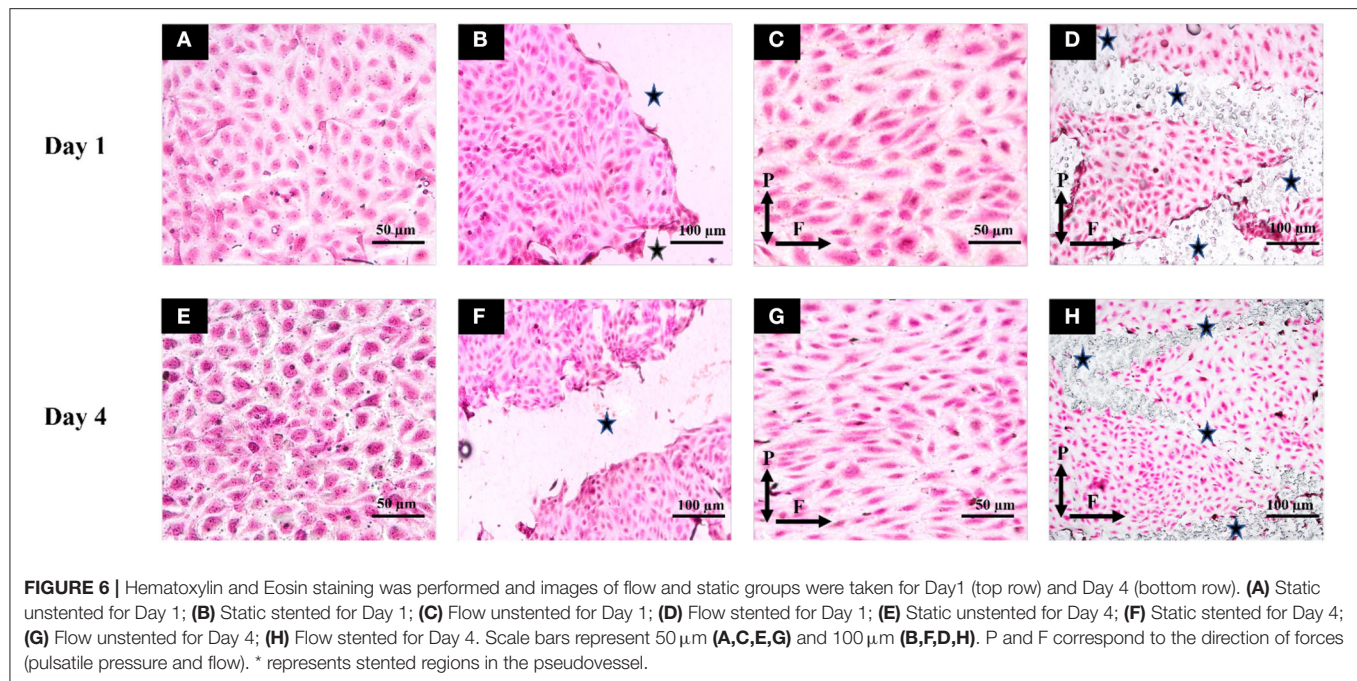 A
B
C
D
Day 1
P
P
F
F
50 µm
100 µm
50 µm
100 µm
E
F
G
H
Day 4
P
P
F
F
50 µm
100 µm
50 µm
100 µm
FIGURE 6 | Hematoxylin and Eosin staining was performed and images of flow and static groups were taken for Day1 (top row) and Day 4 (bottom row). (A) Static
unstented for Day 1; (B) Static stented for Day 1; (C) Flow unstented for Day 1; (D) Flow stented for Day 1; (E) Static unstented for Day 4; (F) Static stented for Day 4;
(G) Flow unstented for Day 4; (H) Flow stented for Day 4. Scale bars represent 50 µm (A,C,E,G) and 100 µm (B,F,D,H). P and F correspond to the direction of forces
(pulsatile pressure and flow). * represents stented regions in the pseudovessel.